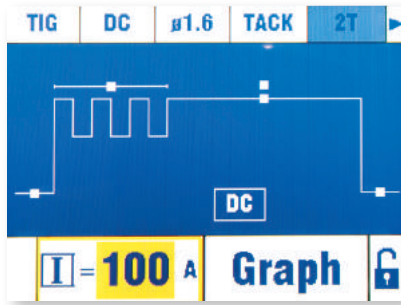 TIG DC ø1.6 TACK 2T
DC
I = 100 A Graph